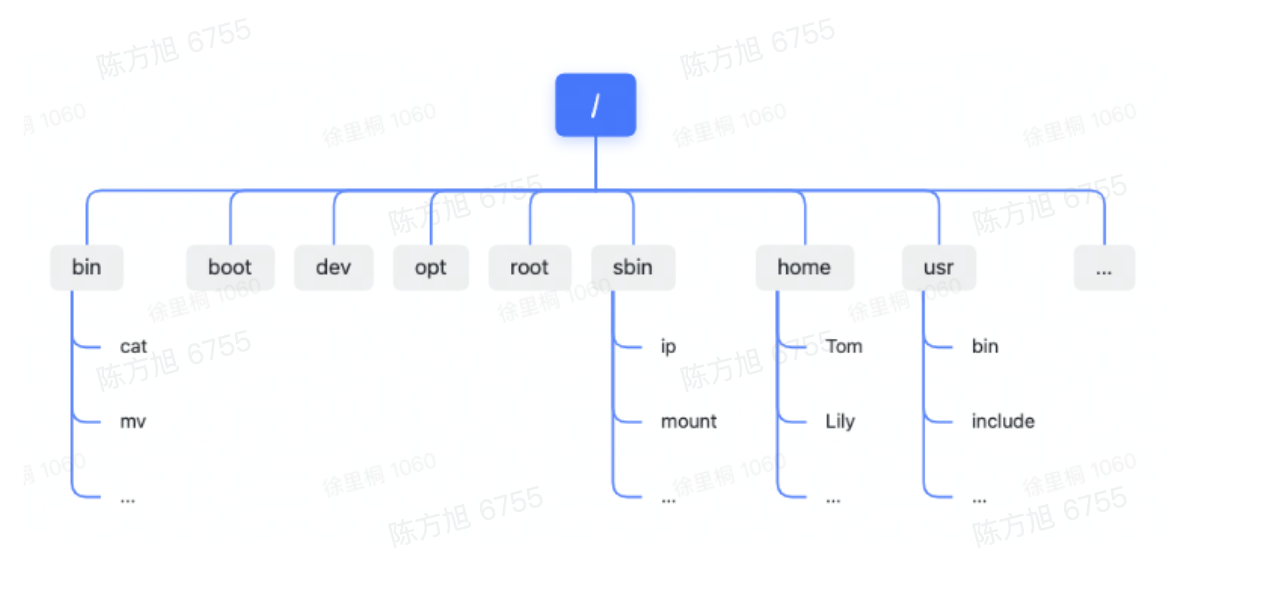 陈方旭 6755 陈方旭 6755
/
1060 徐里桐 1060 徐里桐 1060 徐里桐 1060
陈方旭 6755 陈方旭 6755
bin boot dev opt root sbin home usr ...
徐里桐 1060 徐里桐 1060 徐里桐 1060
cat ip Tom bin
陈方旭 6755 陈方旭 6755
mv mount Lily include
1060 徐里桐 1060 徐里桐 1060 徐里桐 1060
... ... ... ...
陈方旭 6755 陈方旭 6755